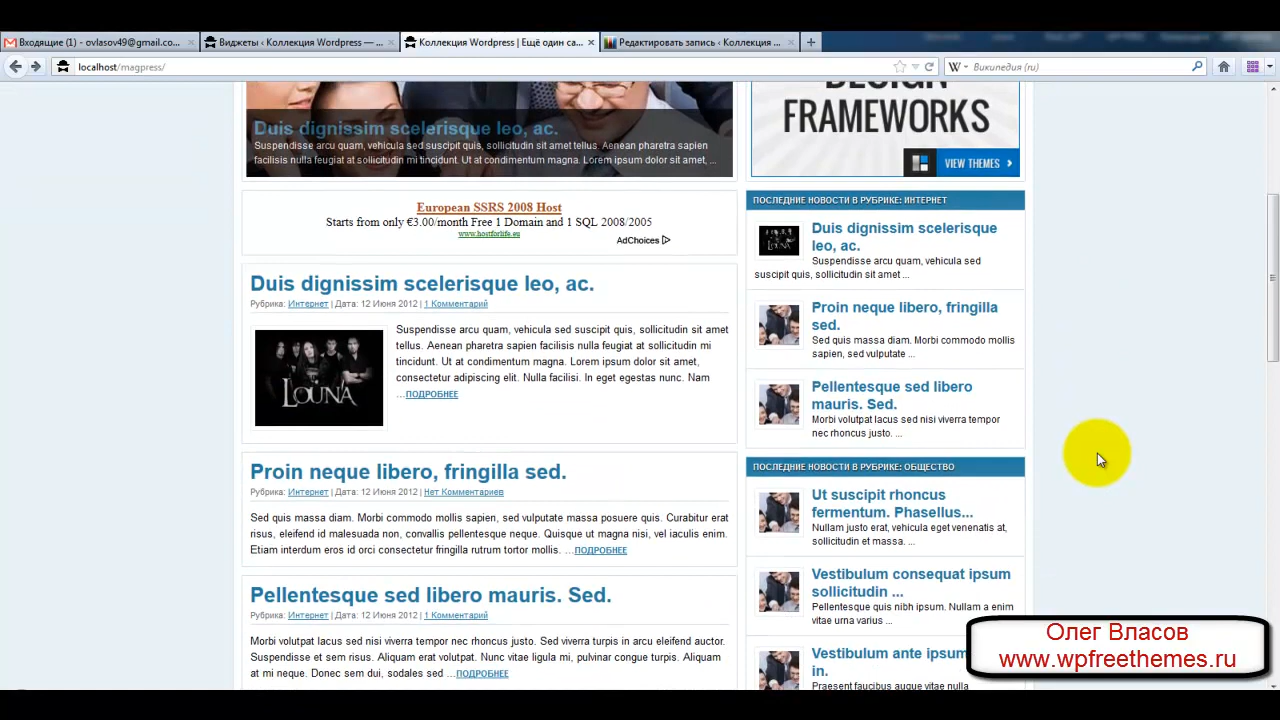 Входящие (1) - ovlasov49@gmail.co...
Виджеты ‹ Коллекция Wordpress — ...
Коллекция Wordpress | Ещё один са...
Редактировать запись ‹ Коллекция ...
localhost/magpress/
Википедия (ru)
Duis dignissim scelerisque leo, ac.
Suspendisse arcu quam, vehicula sed suscipit quis, sollicitudin sit amet tellus. Aenean pharetra sapien
facilisis nulla feugiat at sollicitudin mi tincidunt. Ut at condimentum magna. Lorem ipsum dolor sit amet, ...
European SSRS 2008 Host
Starts from only €3.00/month Free 1 Domain and 1 SQL 2008/2005
www.hostforlife.eu
AdChoices
Duis dignissim scelerisque leo, ac.
Рубрика: Интернет | Дата: 12 Июня 2012 | 1 Комментарий
Suspendisse arcu quam, vehicula sed suscipit quis, sollicitudin sit amet
tellus. Aenean pharetra sapien facilisis nulla feugiat at sollicitudin mi
tincidunt. Ut at condimentum magna. Lorem ipsum dolor sit amet,
consectetur adipiscing elit. Nulla facilisi. In eget egestas nunc. Nam
...ПОДРОБНЕЕ
LOUNA
Proin neque libero, fringilla sed.
Рубрика: Интернет | Дата: 12 Июня 2012 | Нет Комментариев
Sed quis massa diam. Morbi commodo mollis sapien, sed vulputate massa posuere quis. Curabitur erat
risus, eleifend id malesuada non, convallis pellentesque neque. Quisque ut magna nisl, vel iaculis enim.
Etiam interdum eros id orci consectetur fringilla rutrum tortor mollis. ...ПОДРОБНЕЕ
Pellentesque sed libero mauris. Sed.
Рубрика: Интернет | Дата: 12 Июня 2012 | 1 Комментарий
Morbi volutpat lacus sed nisi viverra tempor nec rhoncus justo. Sed viverra turpis in arcu eleifend auctor.
Suspendisse et sem risus. Aliquam erat volutpat. Nunc vitae ligula mi, pulvinar congue turpis. Aliquam
at mi neque. Donec sem dui, sodales sed ...ПОДРОБНЕЕ
DESIGN
FRAMEWORKS
VIEW THEMES
ПОСЛЕДНИЕ НОВОСТИ В РУБРИКЕ: ИНТЕРНЕТ
Duis dignissim scelerisque
leo, ac.
Suspendisse arcu quam, vehicula sed
suscipit quis, sollicitudin sit amet ...
Proin neque libero, fringilla
sed.
Sed quis massa diam. Morbi commodo mollis
sapien, sed vulputate ...
Pellentesque sed libero
mauris. Sed.
Morbi volutpat lacus sed nisi viverra tempor
nec rhoncus justo. ...
ПОСЛЕДНИЕ НОВОСТИ В РУБРИКЕ: ОБЩЕСТВО
Ut suscipit rhoncus
fermentum. Phasellus...
Nullam justo erat, vehicula eget venenatis at,
sollicitudin et massa. ...
Vestibulum consequat ipsum
sollicitudin ...
Pellentesque quis nibh ipsum. Nullam a enim
vitae urna varius ...
Vestibulum ante ipsum
in.
Praesent faucibus augue vitae nulla
Олег Власов
www.wpfreethemes.ru